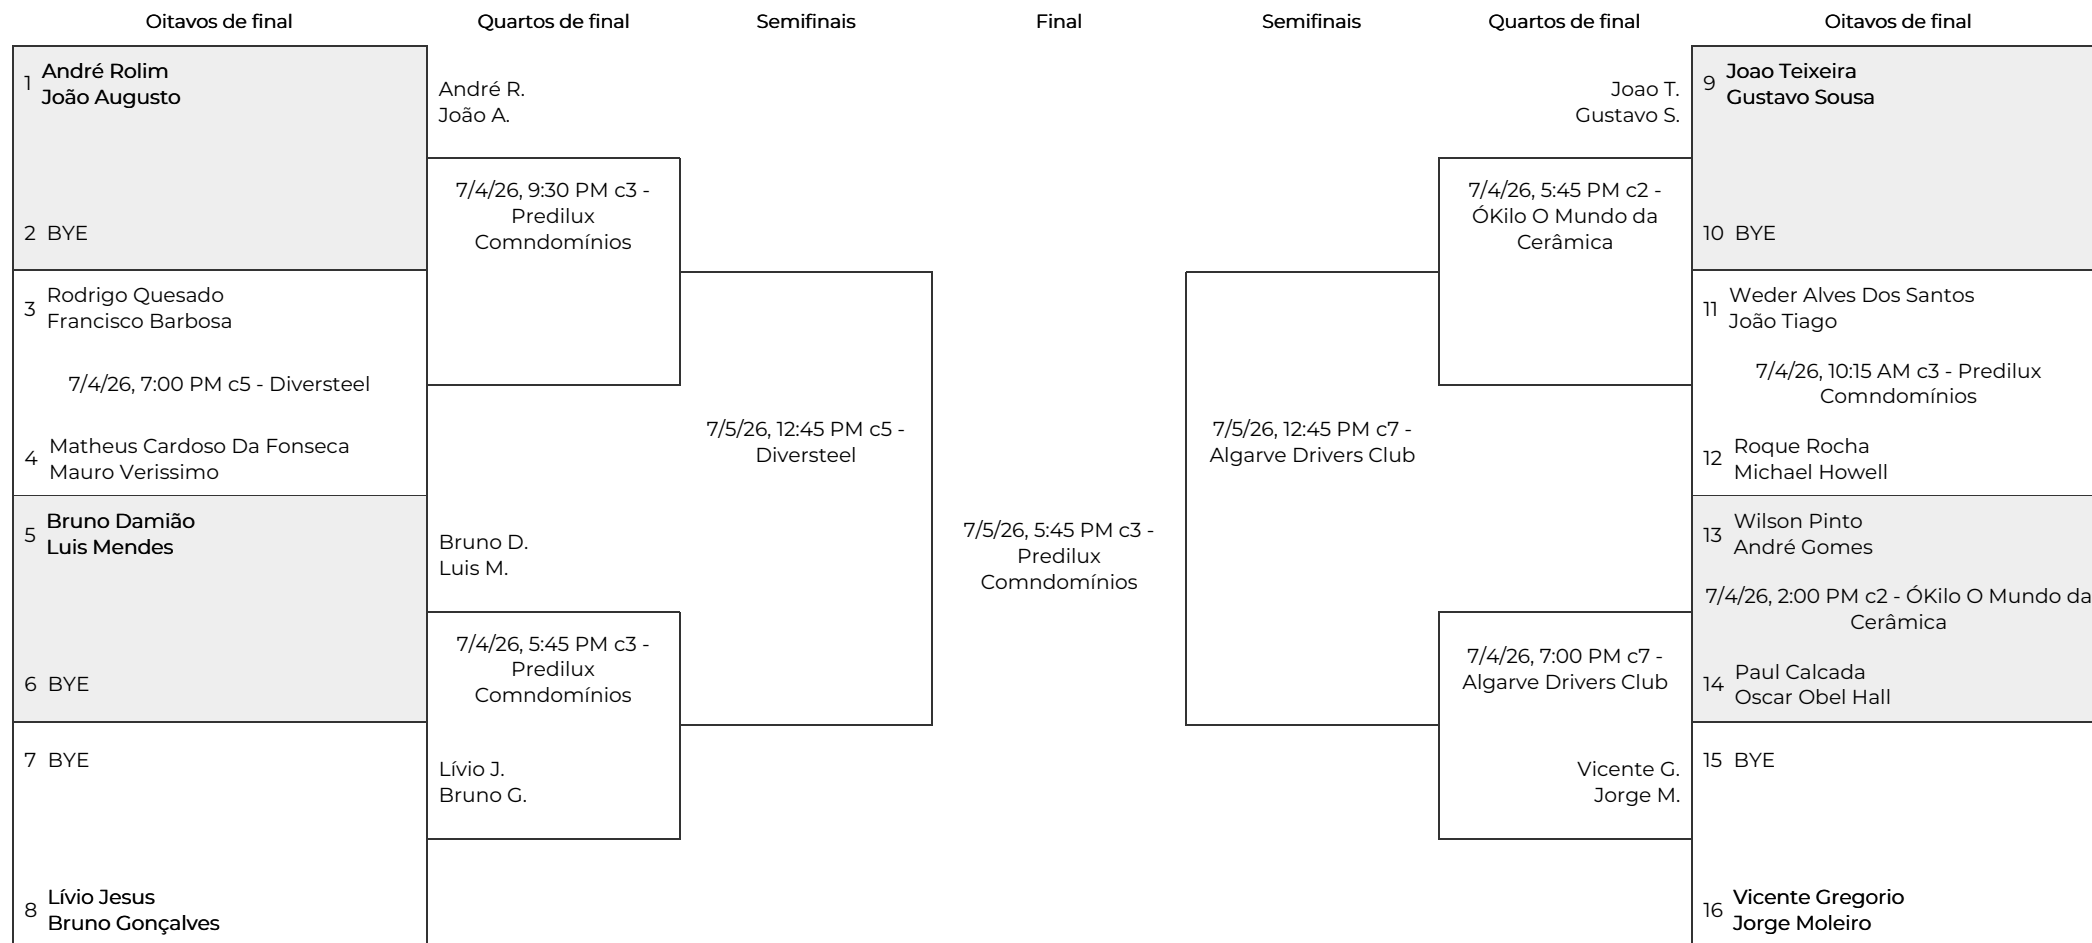 Oitavos de final
Quartos de final
Semifinais
Final
Semifinais
Quartos de final
Oitavos de final
1
André Rolim
João Augusto
2 BYE
3
Rodrigo Quesado
Francisco Barbosa
7/4/26, 7:00 PM c5 - Diversteel
4
Matheus Cardoso Da Fonseca
Mauro Verissimo
5
Bruno Damião
Luis Mendes
6 BYE
7 BYE
8
Lívio Jesus
Bruno Gonçalves
André R.
João A.
7/4/26, 9:30 PM c3 -
Predilux
Comndomínios
Bruno D.
Luis M.
7/4/26, 5:45 PM c3 -
Predilux
Comndomínios
Lívio J.
Bruno G.
7/5/26, 12:45 PM c5 -
Diversteel
7/5/26, 5:45 PM c3 -
Predilux
Comndomínios
7/5/26, 12:45 PM c7 -
Algarve Drivers Club
Joao T.
Gustavo S.
7/4/26, 5:45 PM c2 -
ÓKilo O Mundo da
Cerâmica
7/4/26, 7:00 PM c7 -
Algarve Drivers Club
Vicente G.
Jorge M.
9
Joao Teixeira
Gustavo Sousa
10 BYE
11
Weder Alves Dos Santos
João Tiago
7/4/26, 10:15 AM c3 - Predilux
Comndomínios
12
Roque Rocha
Michael Howell
13
Wilson Pinto
André Gomes
7/4/26, 2:00 PM c2 - ÓKilo O Mundo da
Cerâmica
14
Paul Calcada
Oscar Obel Hall
15 BYE
16
Vicente Gregorio
Jorge Moleiro